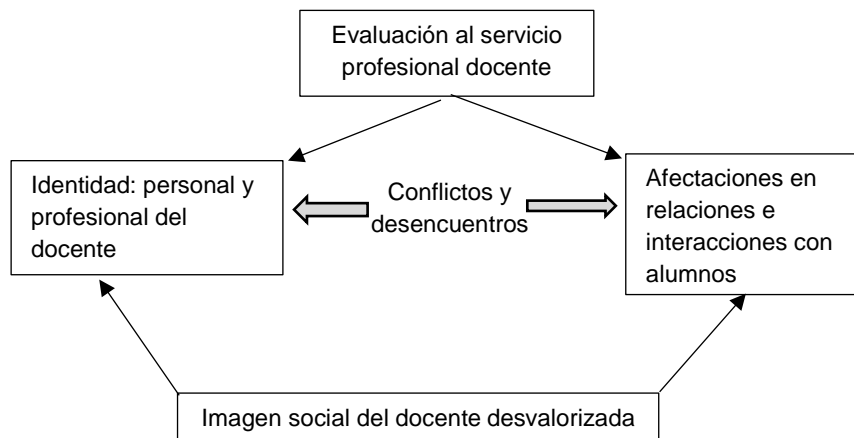 Evaluación al servicio
profesional docente
Identidad: personal y
profesional del
docente
Conflictos y
desencuentros
Afectaciones en
relaciones e
interacciones con
alumnos
Imagen social del docente desvalorizada